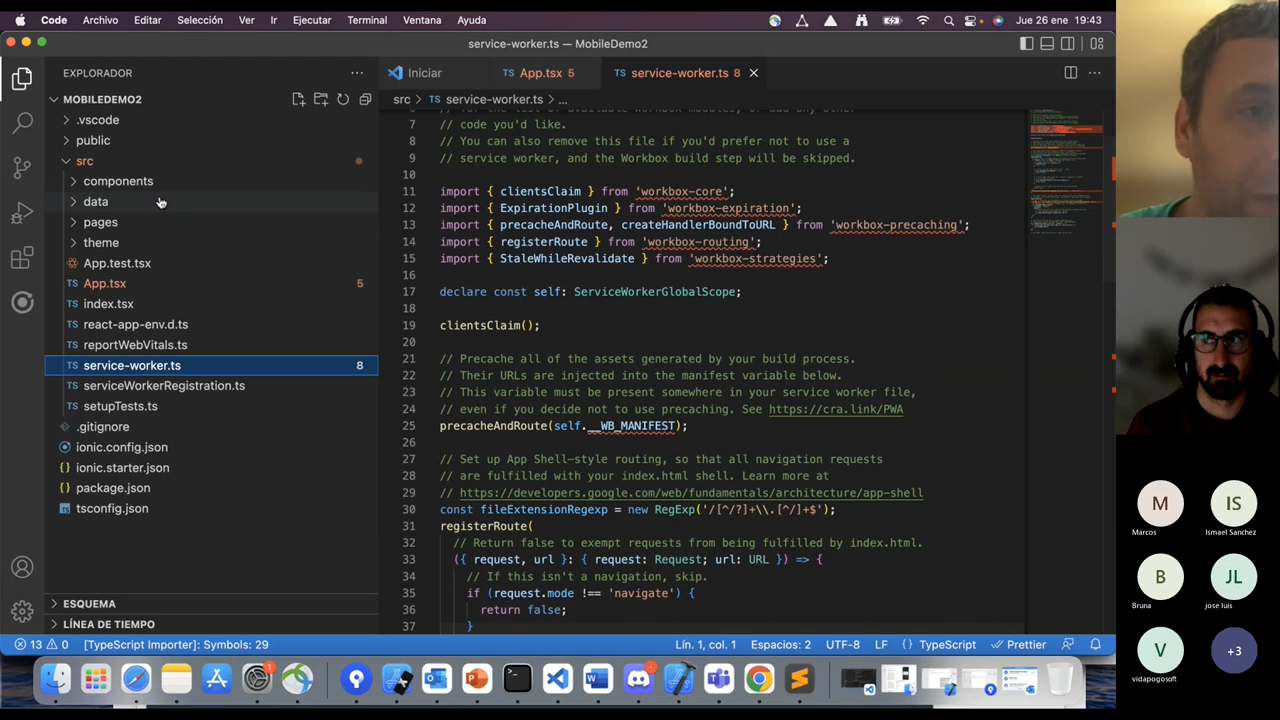 Code Archivo Editar Selección Ver Ir Ejecutar Terminal Ventana Ayuda Jue 26 ene 19:43
service-worker.ts — MobileDemo2
EXPLORADOR
MOBILEDEMO2
.vscode
public
src
components
data
pages
theme
App.test.tsx
App.tsx 5
index.tsx
react-app-env.d.ts
reportWebVitals.ts
service-worker.ts 8
serviceWorkerRegistration.ts
setupTests.ts
.gitignore
ionic.config.json
ionic.starter.json
package.json
tsconfig.json
ESQUEMA
LÍNEA DE TIEMPO
Iniciar App.tsx 5 service-worker.ts 8
src > service-worker.ts > ...
7 // code you'd like.
8 // You can also remove this file if you'd prefer not to use a
9 // service worker, and the Workbox build step will be skipped.
10
11 import { clientsClaim } from 'workbox-core';
12 import { ExpirationPlugin } from 'workbox-expiration';
13 import { precacheAndRoute, createHandlerBoundToURL } from 'workbox-precaching';
14 import { registerRoute } from 'workbox-routing';
15 import { StaleWhileRevalidate } from 'workbox-strategies';
16
17 declare const self: ServiceWorkerGlobalScope;
18
19 clientsClaim();
20
21 // Precache all of the assets generated by your build process.
22 // Their URLs are injected into the manifest variable below.
23 // This variable must be present somewhere in your service worker file,
24 // even if you decide not to use precaching. See https://cra.link/PWA
25 precacheAndRoute(self.__WB_MANIFEST);
26
27 // Set up App Shell-style routing, so that all navigation requests
28 // are fulfilled with your index.html shell. Learn more at
29 // https://developers.google.com/web/fundamentals/architecture/app-shell
30 const fileExtensionRegexp = new RegExp('/[^/?]+\\.[^/]+$');
31 registerRoute(
32 // Return false to exempt requests from being fulfilled by index.html.
33 ({ request, url }: { request: Request; url: URL }) => {
34 // If this isn't a navigation, skip.
35 if (request.mode !== 'navigate') {
36 return false;
37 }
13 0 [TypeScript Importer]: Symbols: 29 Lín. 1, col. 1 Espacios: 2 UTF-8 LF {} TypeScript Prettier
M IS
Marcos Ismael Sanchez
B JL
Bruna jose luis
V +3
vidapogosoft